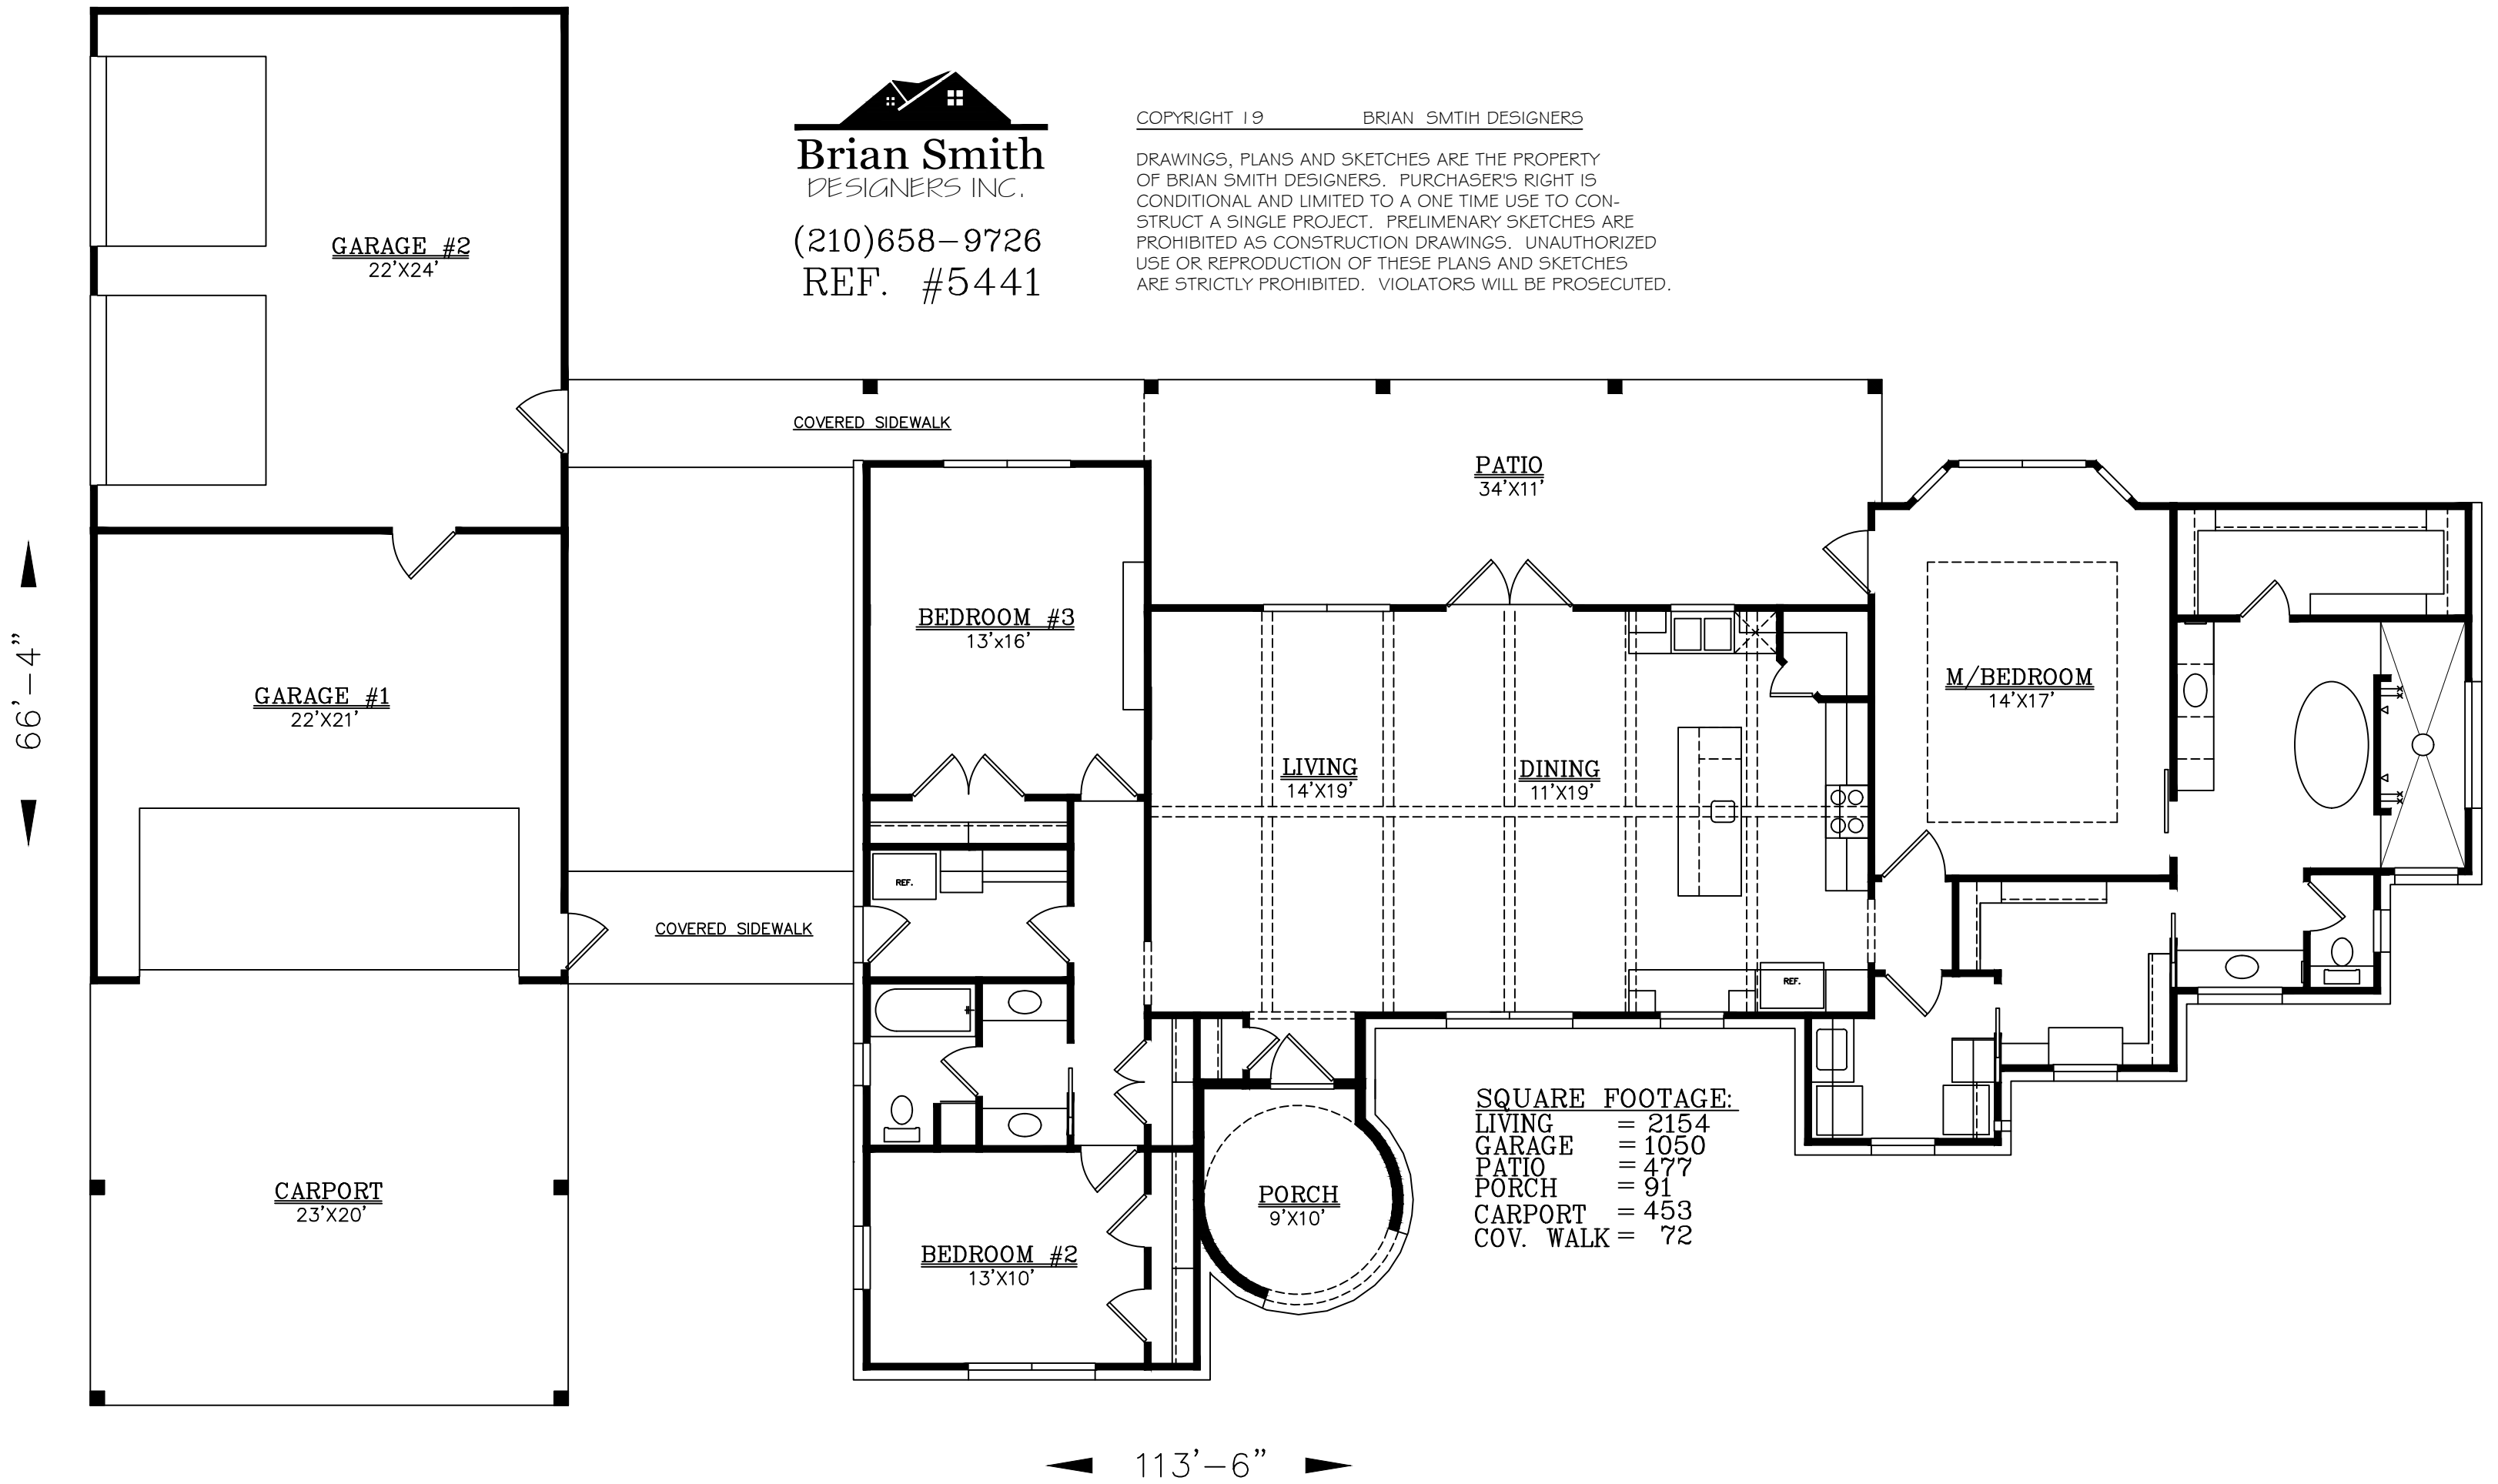 Brian Smith
DESIGNERS INC.
(210)658-9726
REF. #5441
COPYRIGHT 19 BRIAN SMTIH DESIGNERS
DRAWINGS, PLANS AND SKETCHES ARE THE PROPERTY
OF BRIAN SMITH DESIGNERS. PURCHASER'S RIGHT IS
CONDITIONAL AND LIMITED TO A ONE TIME USE TO CON-
STRUCT A SINGLE PROJECT. PRELIMENARY SKETCHES ARE
PROHIBITED AS CONSTRUCTION DRAWINGS. UNAUTHORIZED
USE OR REPRODUCTION OF THESE PLANS AND SKETCHES
ARE STRICTLY PROHIBITED. VIOLATORS WILL BE PROSECUTED.
GARAGE #2
22'X24'
COVERED SIDEWALK
PATIO
34'X11'
BEDROOM #3
13'x16'
66'-4"
GARAGE #1
22'X21'
M/BEDROOM
14'X17'
LIVING
14'X19'
DINING
11'X19'
REF.
COVERED SIDEWALK
REF.
CARPORT
23'X20'
PORCH
9'X10'
BEDROOM #2
13'X10'
SQUARE FOOTAGE:
LIVING = 2154
GARAGE = 1050
PATIO = 477
PORCH = 91
CARPORT = 453
COV. WALK = 72
113'-6"